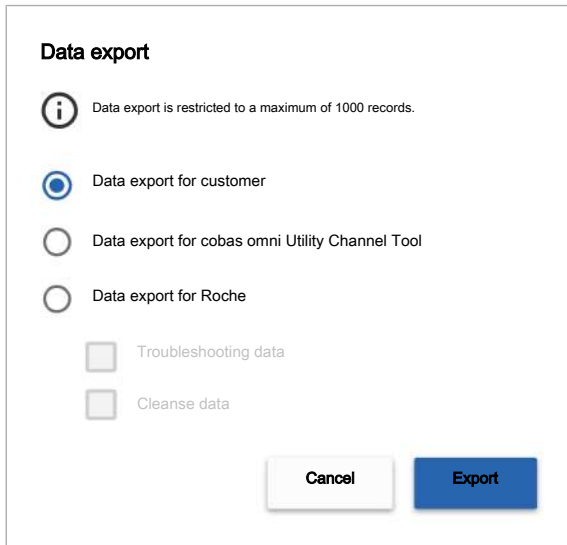 Data export
Data export is restricted to a maximum of 1000 records.
Data export for customer
Data export for cobas omni Utility Channel Tool
Data export for Roche
Troubleshooting data
Cleanse data
Cancel
Export